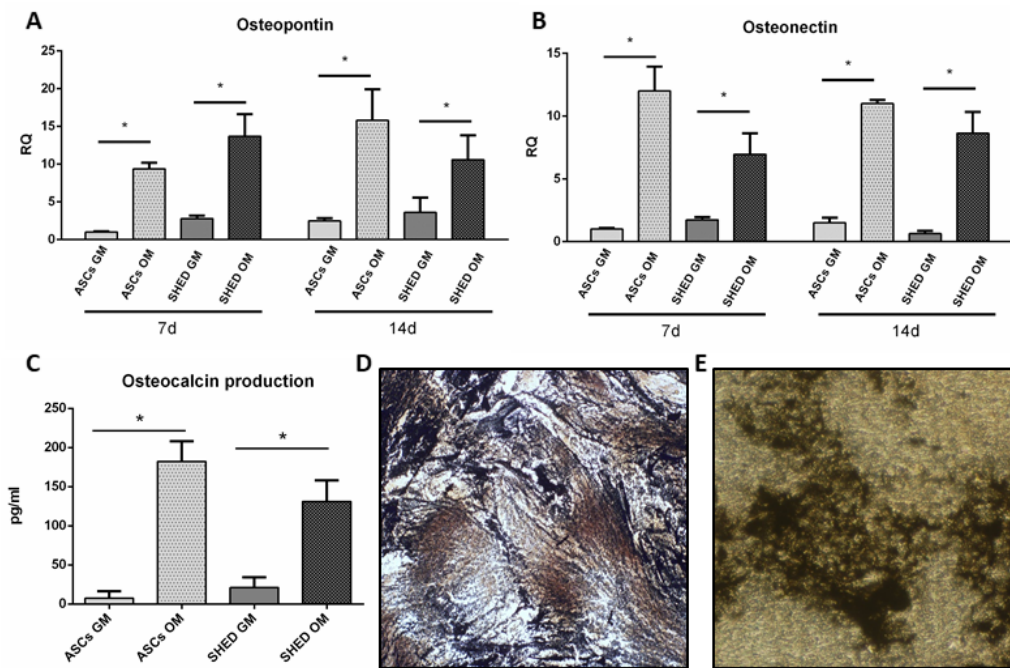 A
Osteopontin
RQ
25
20
15
10
5
0
*
*
*
*
ASCs GM
ASCs OM
SHED GM
SHED OM
ASCs GM
ASCs OM
SHED GM
SHED OM
7d
14d
B
Osteonectin
RQ
15
10
5
0
*
*
*
*
ASCs GM
ASCs OM
SHED GM
SHED OM
ASCs GM
ASCs OM
SHED GM
SHED OM
7d
14d
C
Osteocalcin production
pg/ml
250
200
150
100
50
0
*
*
ASCs GM
ASCs OM
SHED GM
SHED OM
D
E